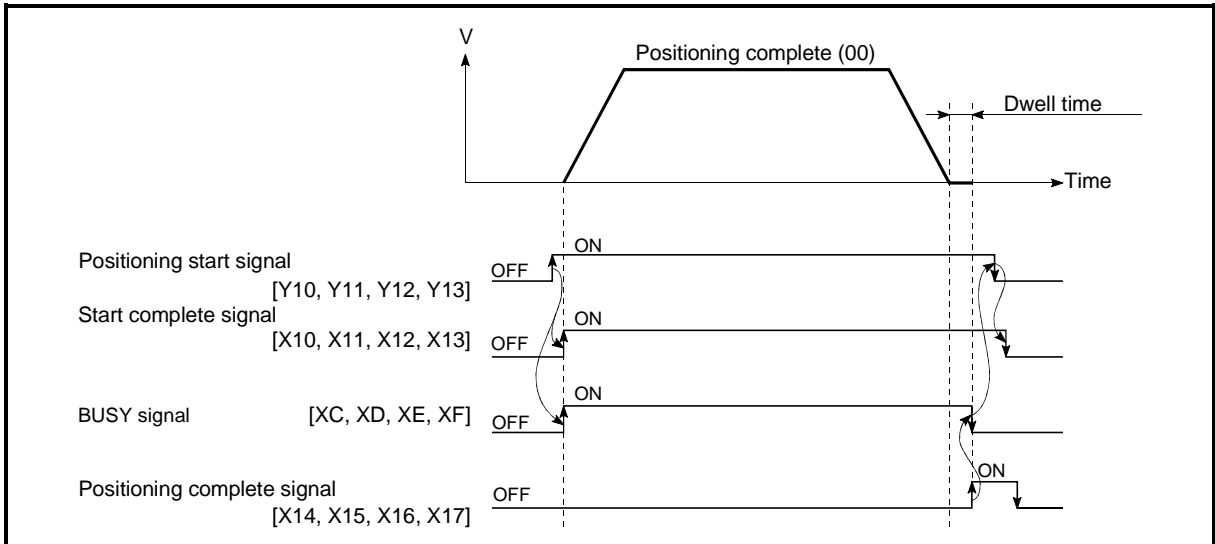 V
Positioning complete (00)
Dwell time
Time
Positioning start signal
[Y10, Y11, Y12, Y13]
OFF
ON
Start complete signal
[X10, X11, X12, X13]
OFF
ON
BUSY signal [XC, XD, XE, XF]
OFF
ON
Positioning complete signal
[X14, X15, X16, X17]
OFF
ON